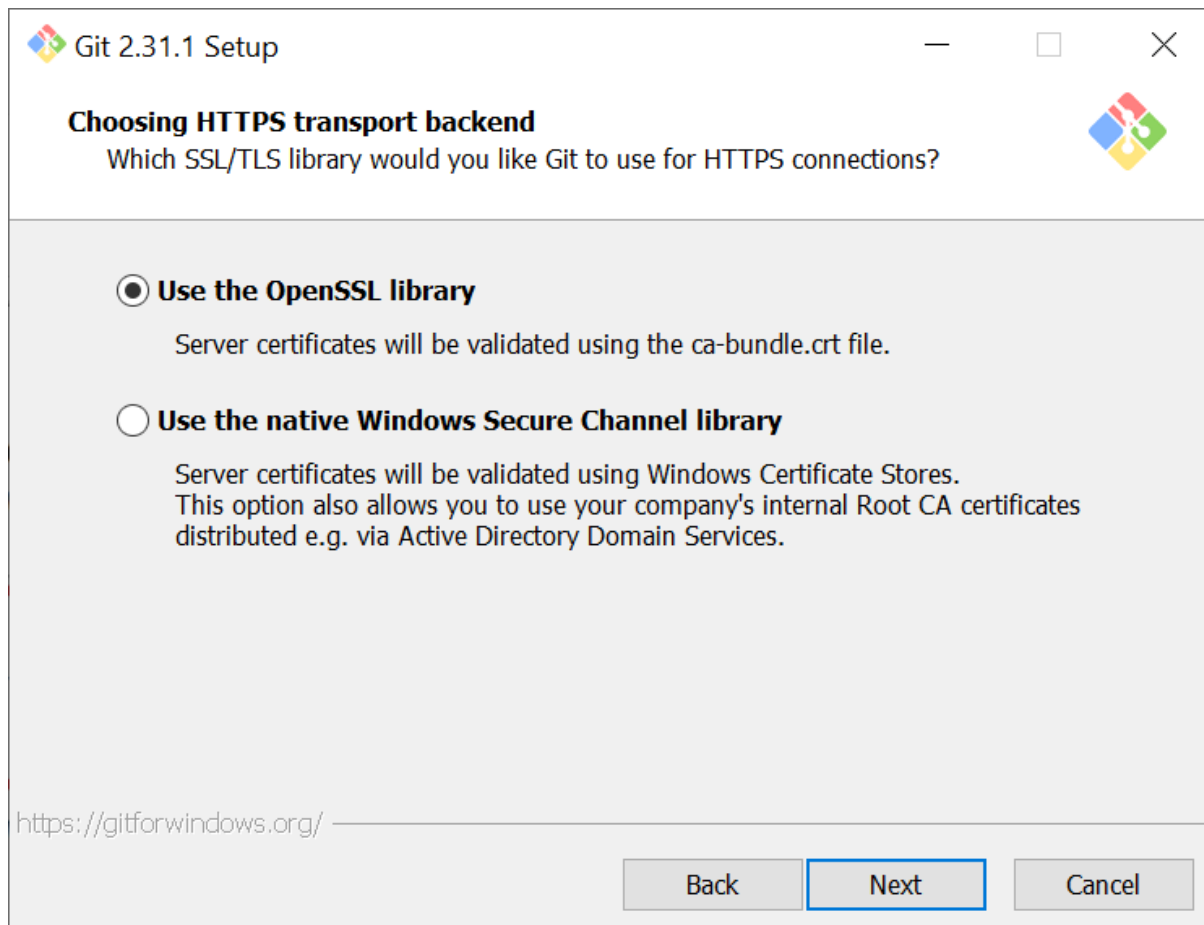 Git 2.31.1 Setup
Choosing HTTPS transport backend
Which SSL/TLS library would you like Git to use for HTTPS connections?
Use the OpenSSL library
Server certificates will be validated using the ca-bundle.crt file.
Use the native Windows Secure Channel library
Server certificates will be validated using Windows Certificate Stores.
This option also allows you to use your company's internal Root CA certificates
distributed e.g. via Active Directory Domain Services.
https://gitforwindows.org/
Back Next Cancel